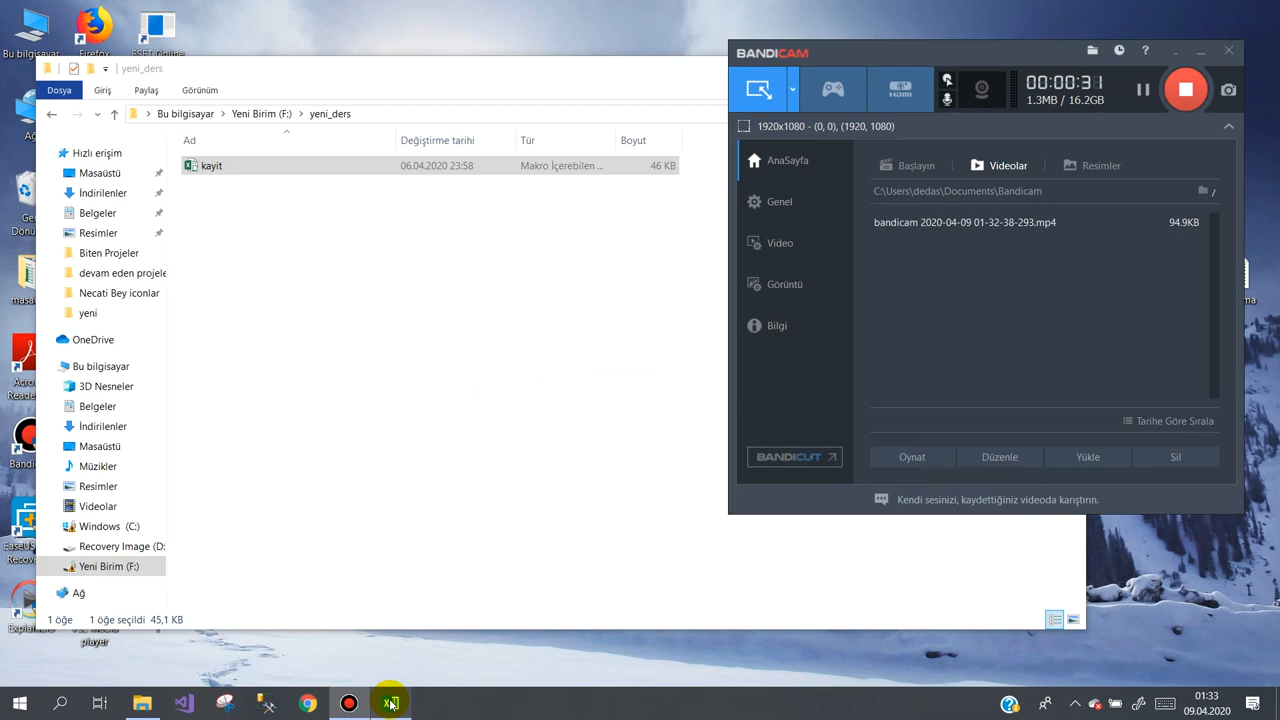 Bu bilgisayar
Firefox
ESET Online
yeni_ders
Dosya
Giriş
Paylaş
Görünüm
Bu bilgisayar
Yeni Birim (F:)
yeni_ders
Ad
Değiştirme tarihi
Tür
Boyut
kayit
06.04.2020 23:58
Makro İçerebilen ...
46 KB
Hızlı erişim
Masaüstü
İndirilenler
Belgeler
Resimler
Biten Projeler
devam eden projele
Necati Bey iconlar
yeni
OneDrive
Bu bilgisayar
3D Nesneler
Belgeler
İndirilenler
Masaüstü
Müzikler
Resimler
Videolar
Windows (C:)
Recovery Image (D:
Yeni Birim (F:)
Ağ
1 öğe
1 öğe seçildi 45,1 KB
player
BANDICAM
00:00:31
1.3MB / 16.2GB
1920x1080 - (0, 0), (1920, 1080)
AnaSayfa
Genel
Video
Görüntü
Bilgi
BANDICUT
Başlayın
Videolar
Resimler
C:\Users\dedas\Documents\Bandicam
/
bandicam 2020-04-09 01-32-38-293.mp4
94.9KB
Tarihe Göre Sırala
Oynat
Düzenle
Yükle
Sil
Kendi sesinizi, kaydettiğiniz videoda karıştırın.
01:33
09.04.2020